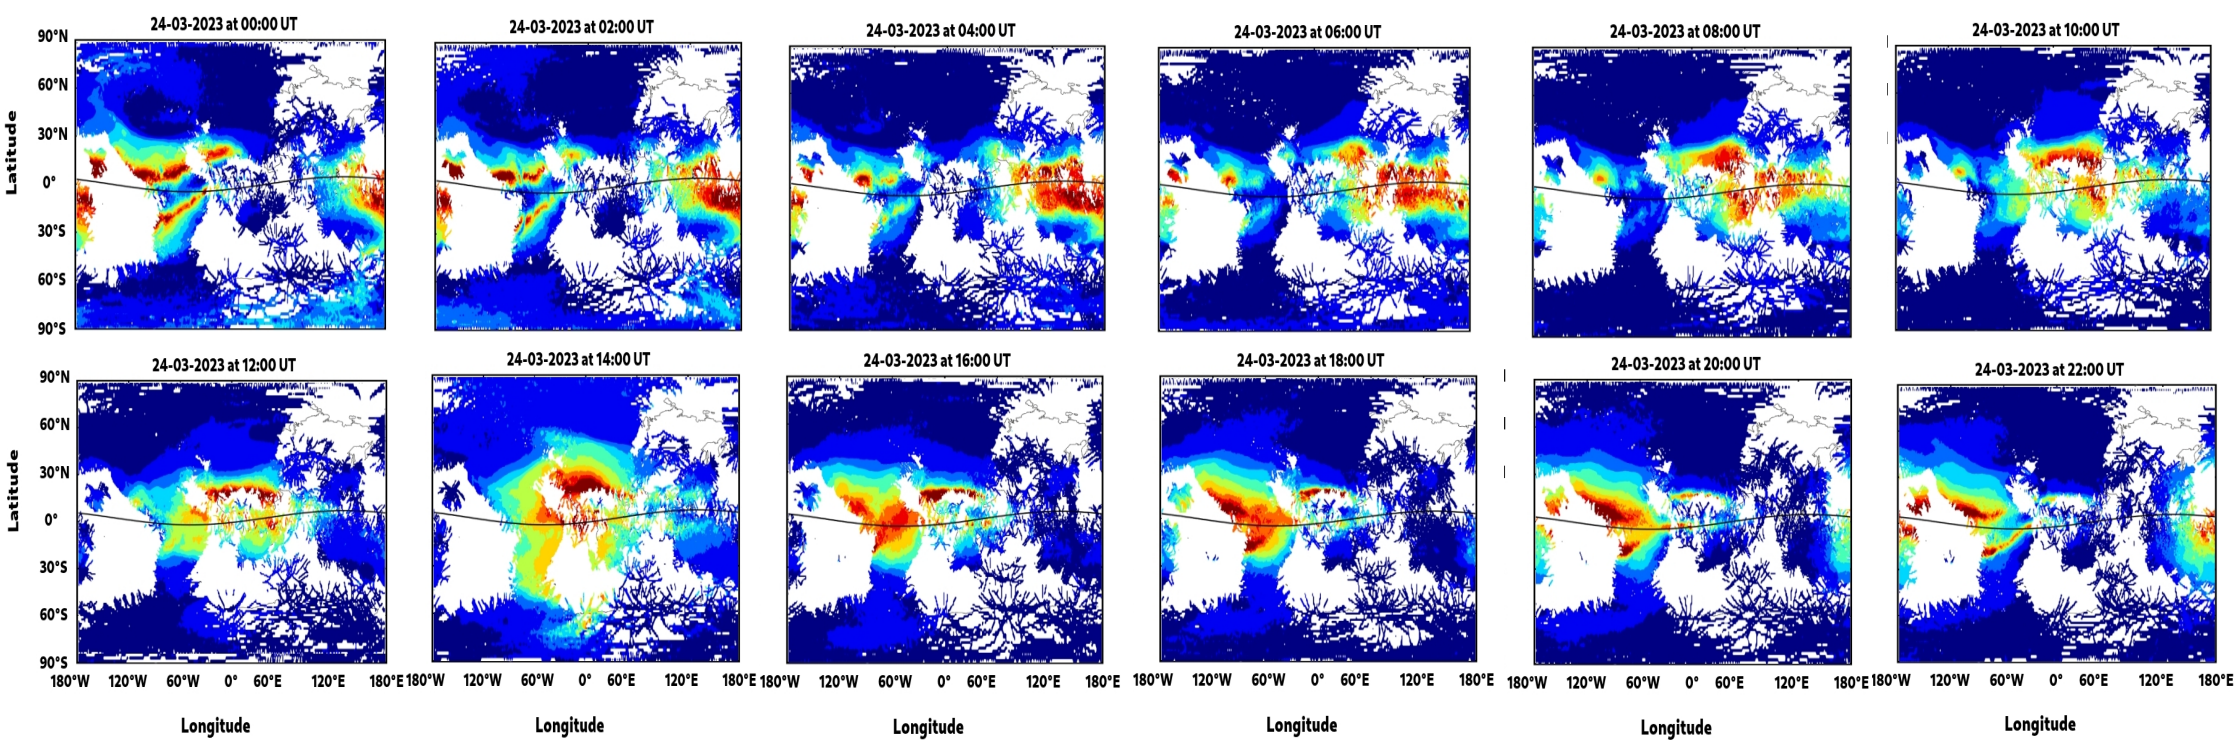 24-03-2023 at 00:00 UT
24-03-2023 at 02:00 UT
24-03-2023 at 04:00 UT
24-03-2023 at 06:00 UT
24-03-2023 at 08:00 UT
24-03-2023 at 10:00 UT
90°N
60°N
30°N
0°
30°S
60°S
90°S
Latitude
24-03-2023 at 12:00 UT
24-03-2023 at 14:00 UT
24-03-2023 at 16:00 UT
24-03-2023 at 18:00 UT
24-03-2023 at 20:00 UT
24-03-2023 at 22:00 UT
90°N
60°N
30°N
0°
30°S
60°S
90°S
Latitude
180°W 120°W 60°W 0° 60°E 120°E 180°E
180°W 120°W 60°W 0° 60°E 120°E 180°E
180°W 120°W 60°W 0° 60°E 120°E 180°E
180°W 120°W 60°W 0° 60°E 120°E 180°E
180°W 120°W 60°W 0° 60°E 120°E 180°E
180°W 120°W 60°W 0° 60°E 120°E 180°E
Longitude
Longitude
Longitude
Longitude
Longitude
Longitude